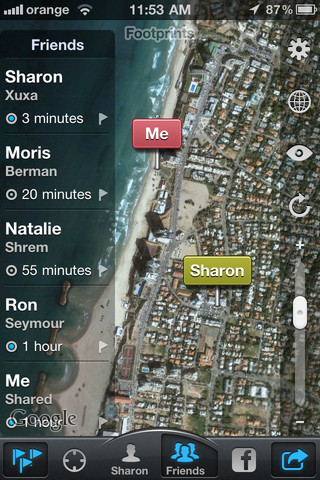 orange 11:53 AM 87%
Footprints
Friends
Sharon
Xuxa
3 minutes
Moris
Berman
20 minutes
Natalie
Shrem
55 minutes
Ron
Seymour
1 hour
Me
Shared
1 hour
Me
Sharon
+
−
Google
Sharon
Friends
f